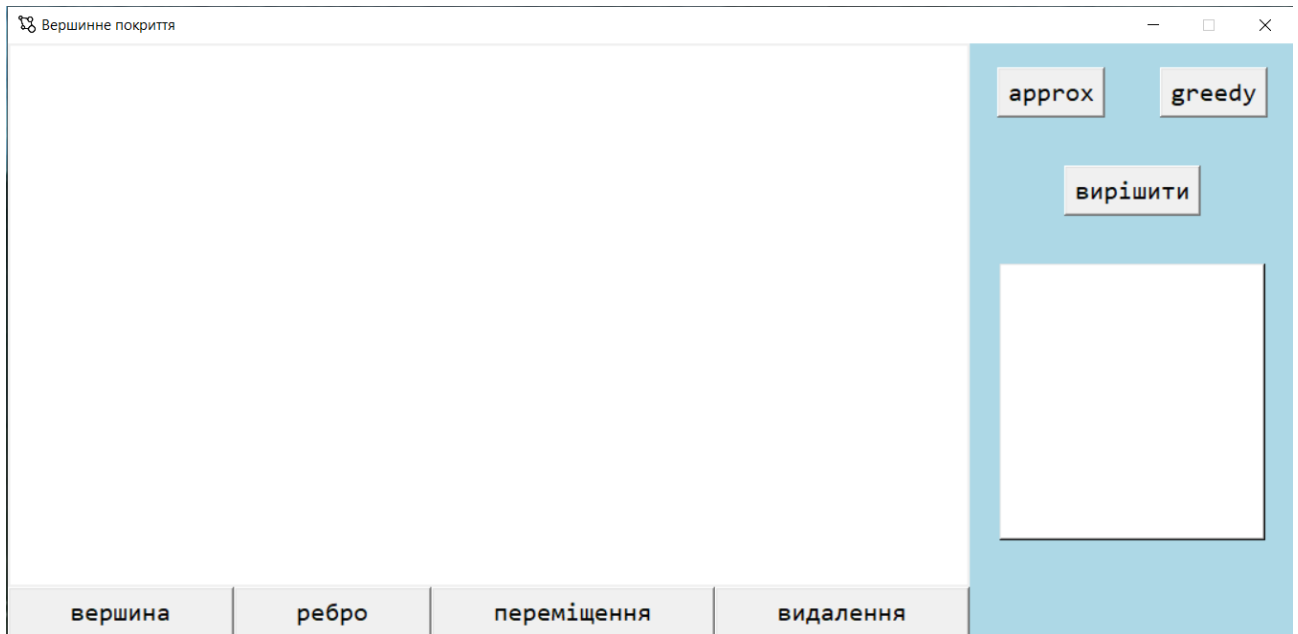 Вершинне покриття
approx greedy
вирішити
вершина ребро переміщення видалення